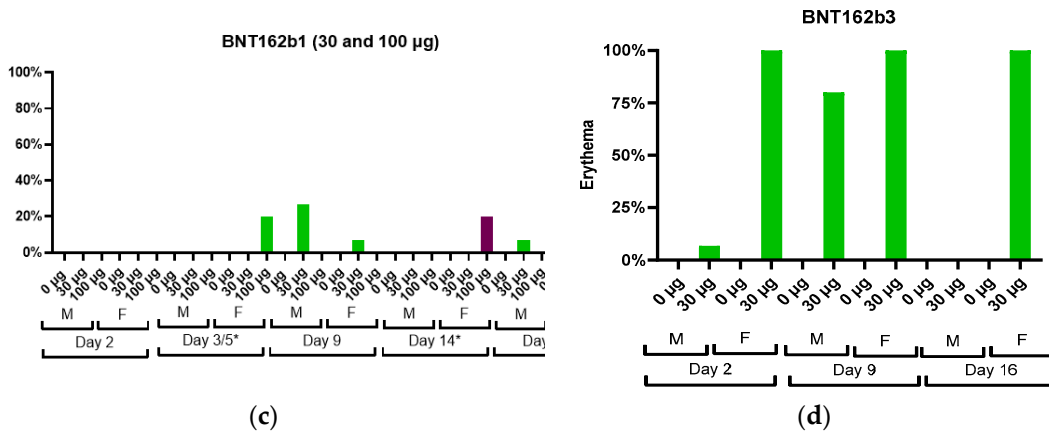 BNT162b1 (30 and 100 µg)
100%
80%
60%
40%
20%
0%
0 µg
30 µg
100 µg
0 µg
30 µg
100 µg
0 µg
30 µg
100 µg
0 µg
30 µg
100 µg
0 µg
30 µg
100 µg
0 µg
30 µg
100 µg
0 µg
30 µg
100 µg
0 µg
30 µg
100 µg
0 µg
30 µg
100 µg
M F M F M F M F M
Day 2 Day 3/5* Day 9 Day 14* Day
(c)
BNT162b3
Erythema
100%
75%
50%
25%
0%
0 µg
30 µg
0 µg
30 µg
0 µg
30 µg
0 µg
30 µg
0 µg
30 µg
0 µg
30 µg
M F M F M F
Day 2 Day 9 Day 16
(d)